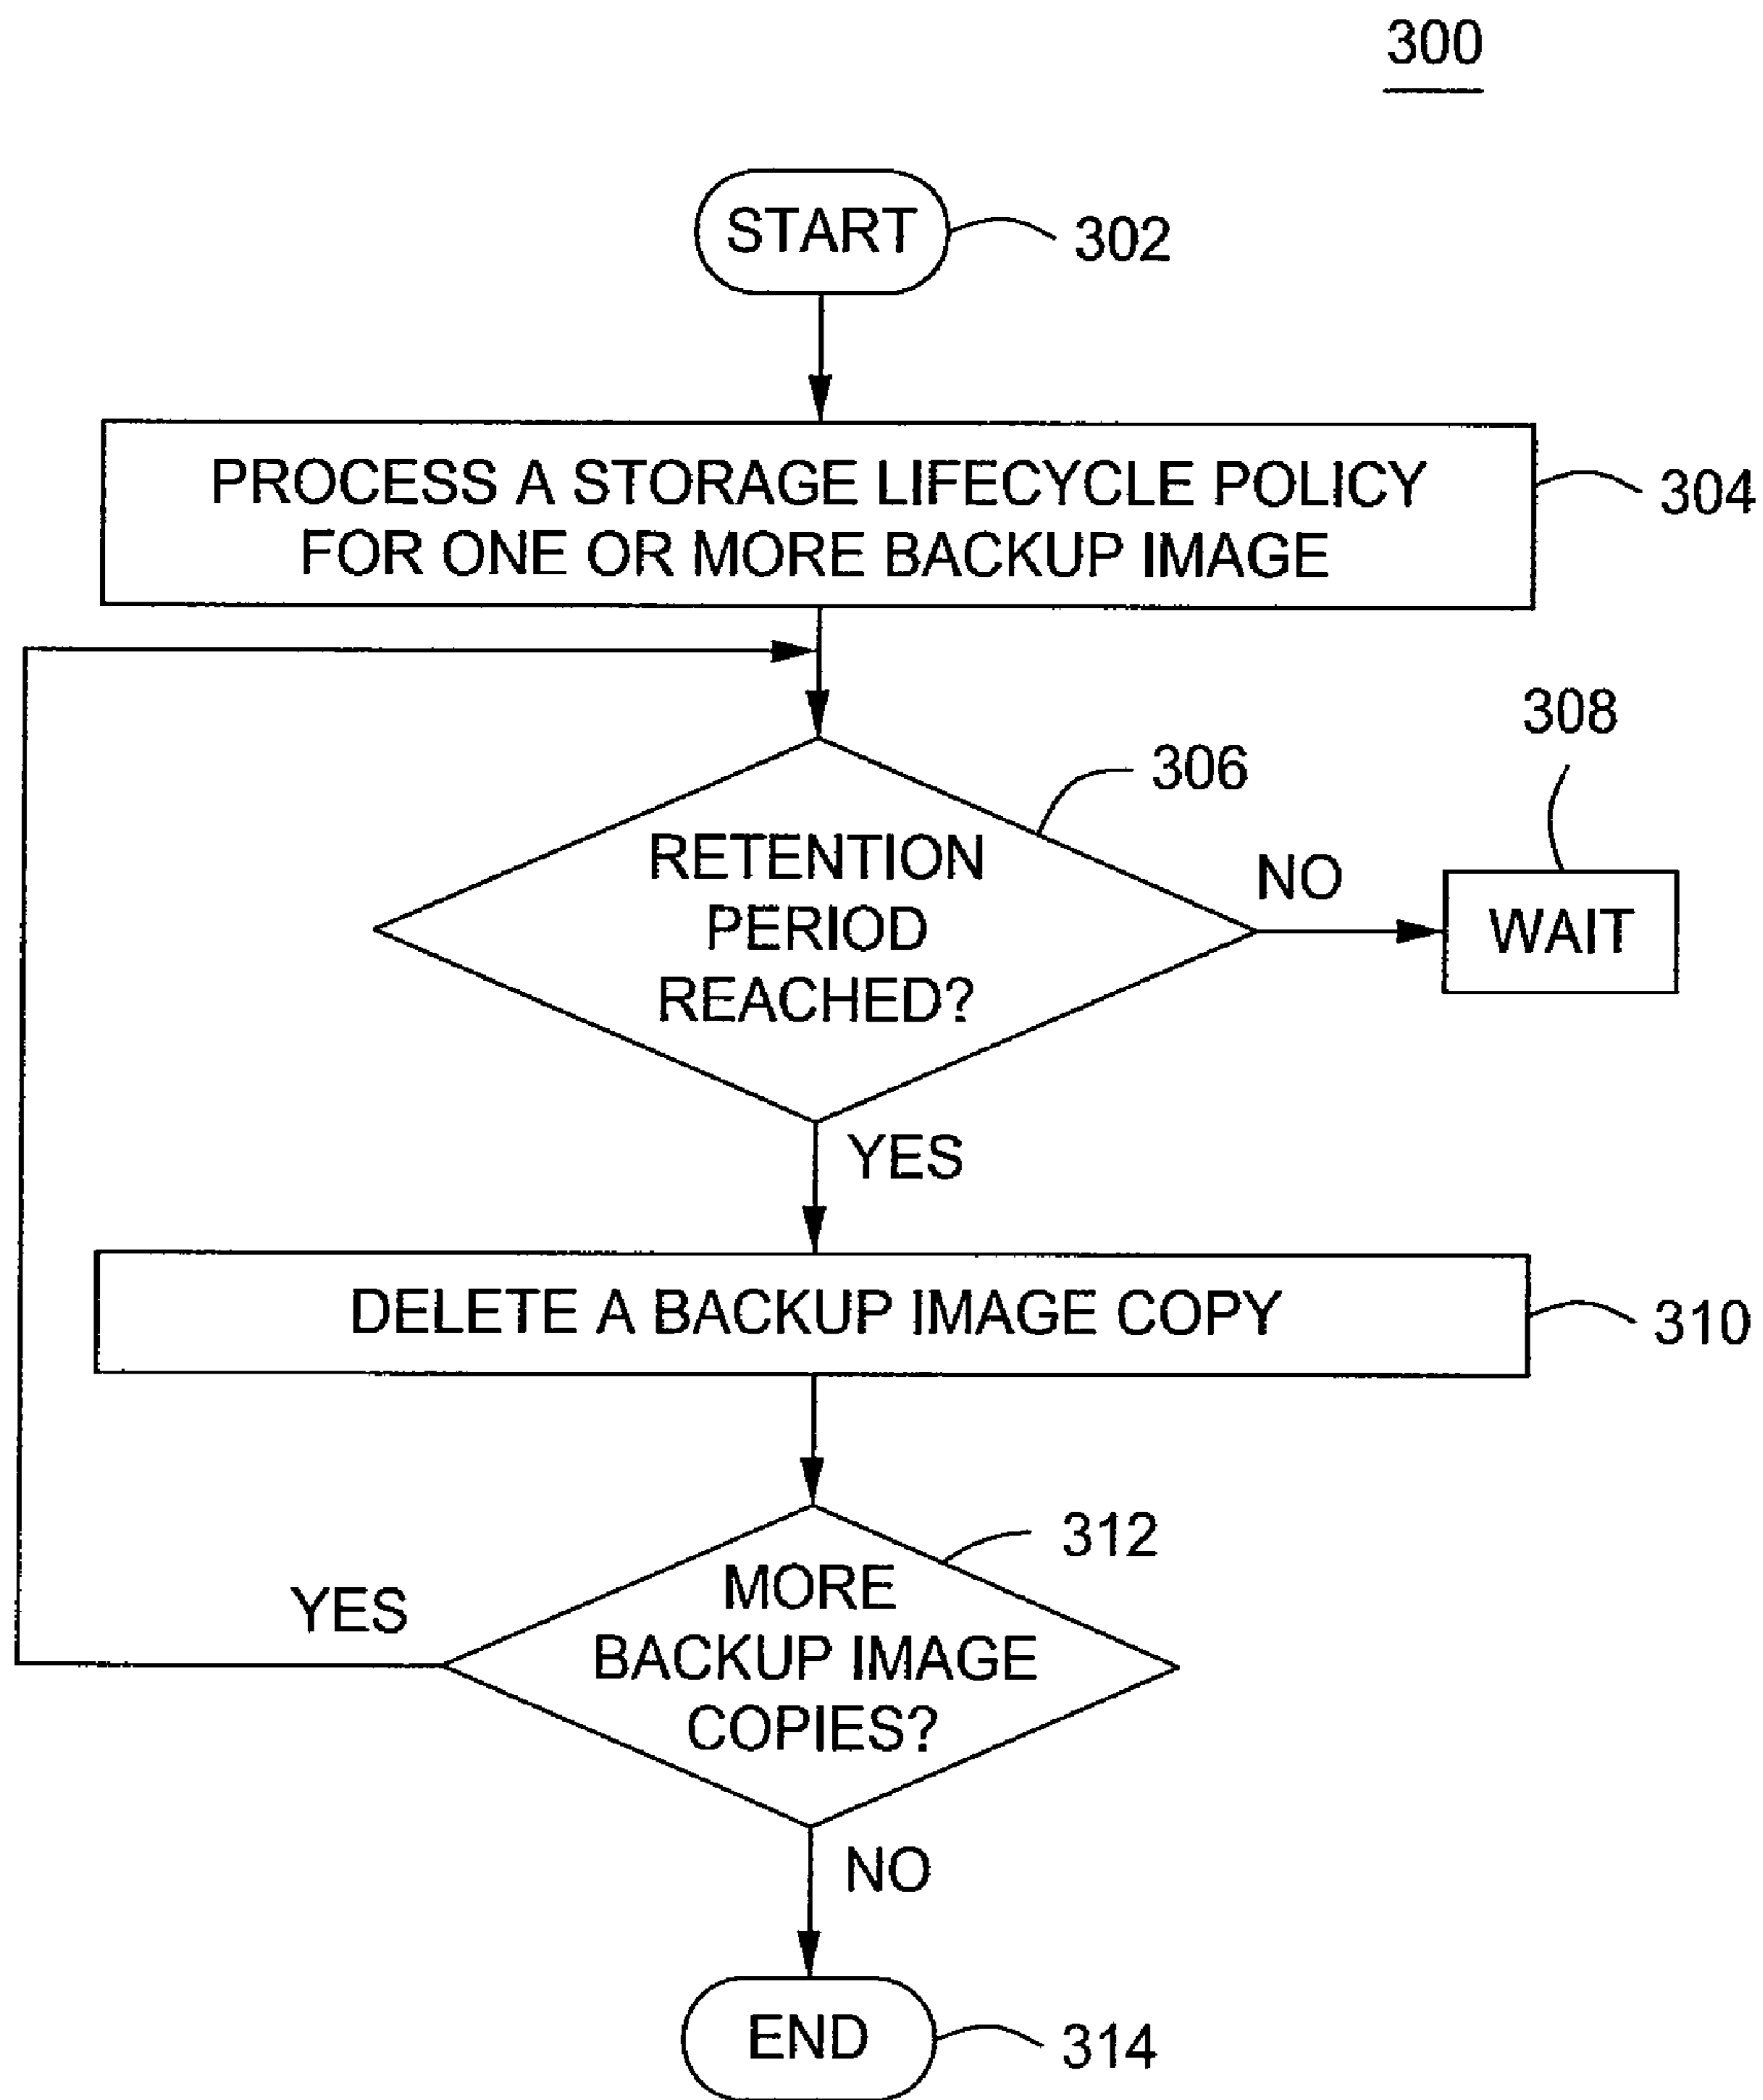 300
START
302
PROCESS A STORAGE LIFECYCLE POLICY
FOR ONE OR MORE BACKUP IMAGE
304
306
308
RETENTION
PERIOD
REACHED?
NO
WAIT
YES
DELETE A BACKUP IMAGE COPY
310
312
MORE
BACKUP IMAGE
COPIES?
YES
NO
END
314